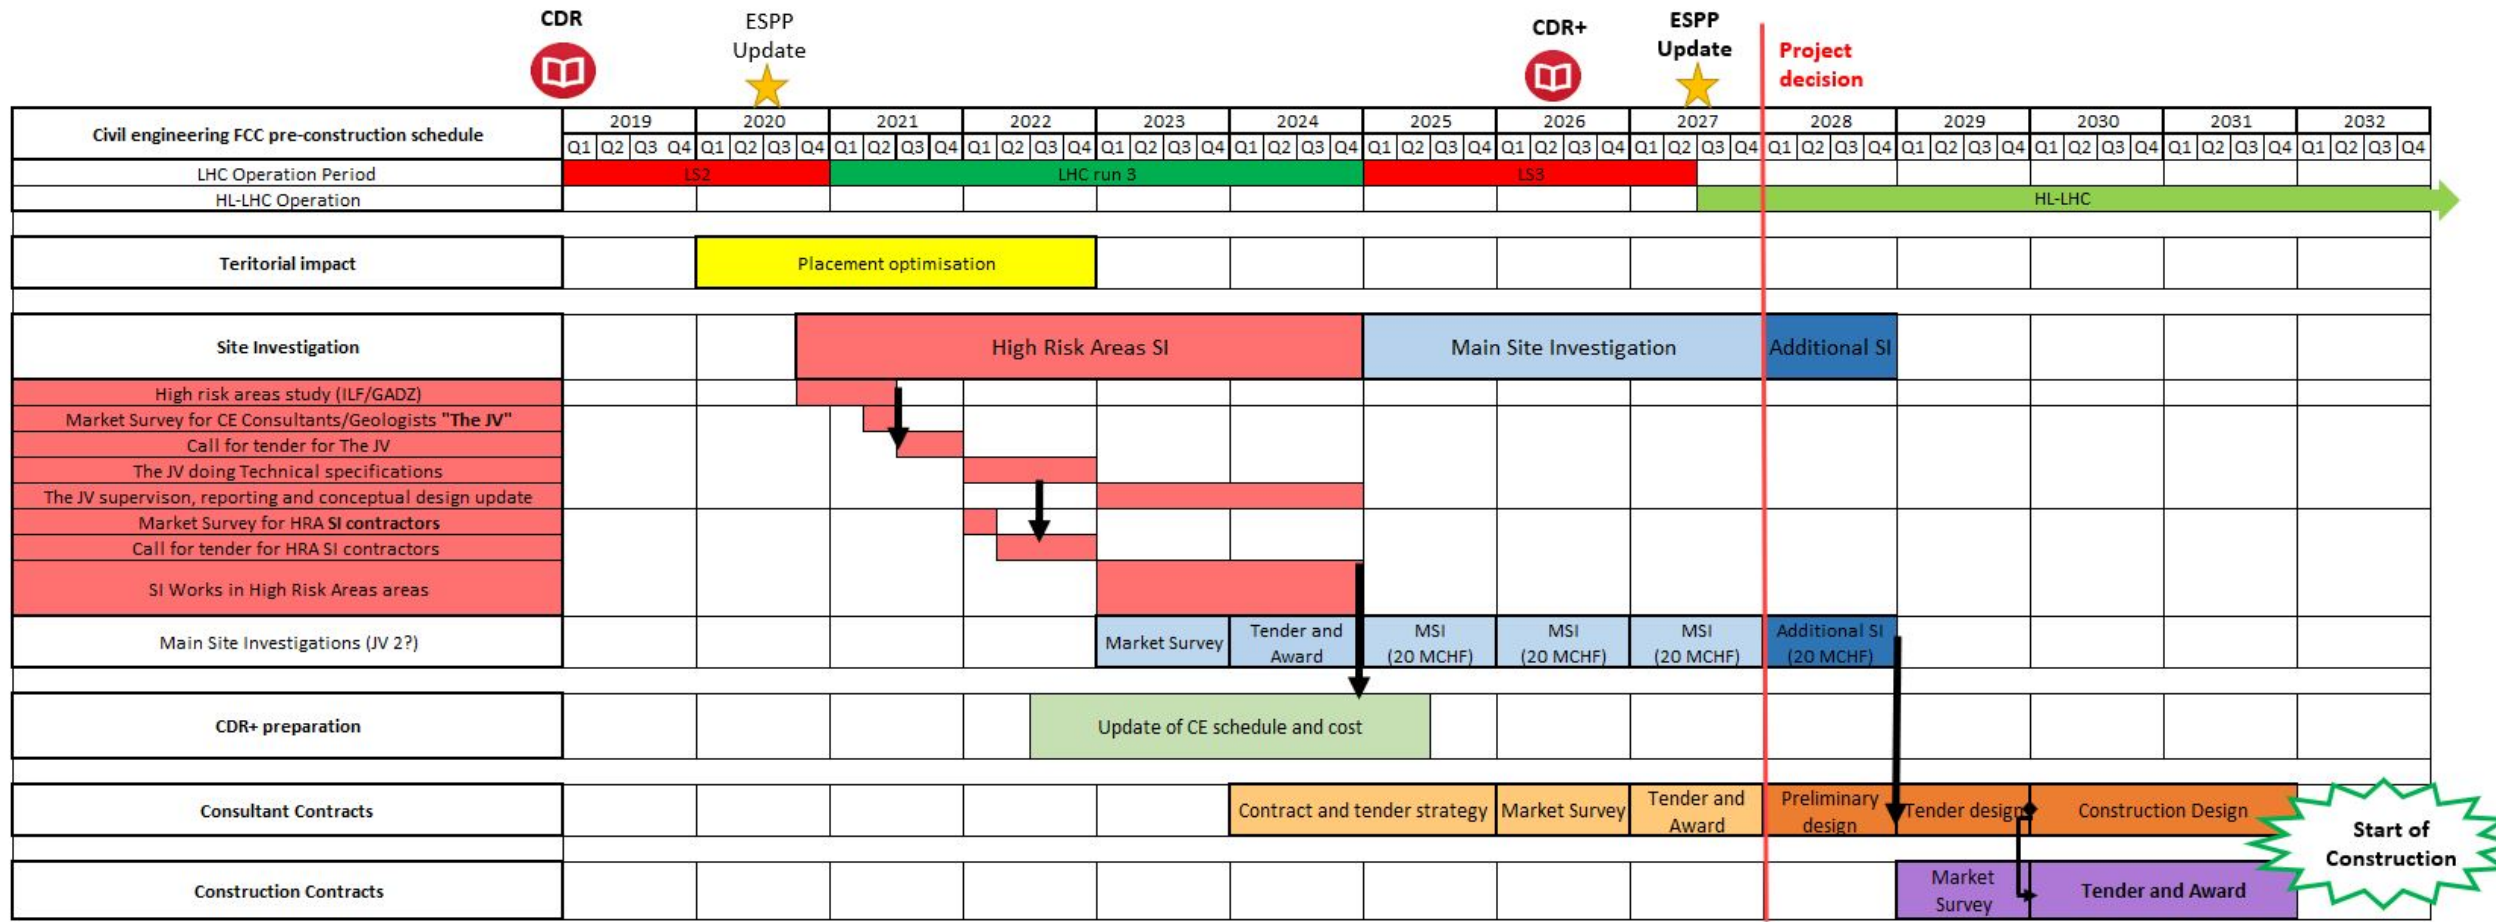 CDR
ESPP
Update
CDR+
ESPP
Update
Project
decision
Civil engineering FCC pre-construction schedule
2019 2020 2021 2022 2023 2024 2025 2026 2027 2028 2029 2030 2031 2032
Q1 Q2 Q3 Q4 Q1 Q2 Q3 Q4 Q1 Q2 Q3 Q4 Q1 Q2 Q3 Q4 Q1 Q2 Q3 Q4 Q1 Q2 Q3 Q4 Q1 Q2 Q3 Q4 Q1 Q2 Q3 Q4 Q1 Q2 Q3 Q4 Q1 Q2 Q3 Q4 Q1 Q2 Q3 Q4 Q1 Q2 Q3 Q4 Q1 Q2 Q3 Q4 Q1 Q2 Q3 Q4
LHC Operation Period LS2 LHC run 3 LS3
HL-LHC Operation HL-LHC
Teritorial impact Placement optimisation
Site Investigation High Risk Areas SI Main Site Investigation Additional SI
High risk areas study (ILF/GADZ)
Market Survey for CE Consultants/Geologists "The JV"
Call for tender for The JV
The JV doing Technical specifications
The JV supervison, reporting and conceptual design update
Market Survey for HRA SI contractors
Call for tender for HRA SI contractors
SI Works in High Risk Areas areas
Main Site Investigations (JV 2?)
Market Survey
Tender and
Award
MSI
(20 MCHF)
MSI
(20 MCHF)
MSI
(20 MCHF)
Additional SI
(20 MCHF)
CDR+ preparation Update of CE schedule and cost
Consultant Contracts
Contract and tender strategy
Market Survey
Tender and
Award
Preliminary
design
Tender design
Construction Design
Start of
Construction
Construction Contracts
Market
Survey
Tender and Award